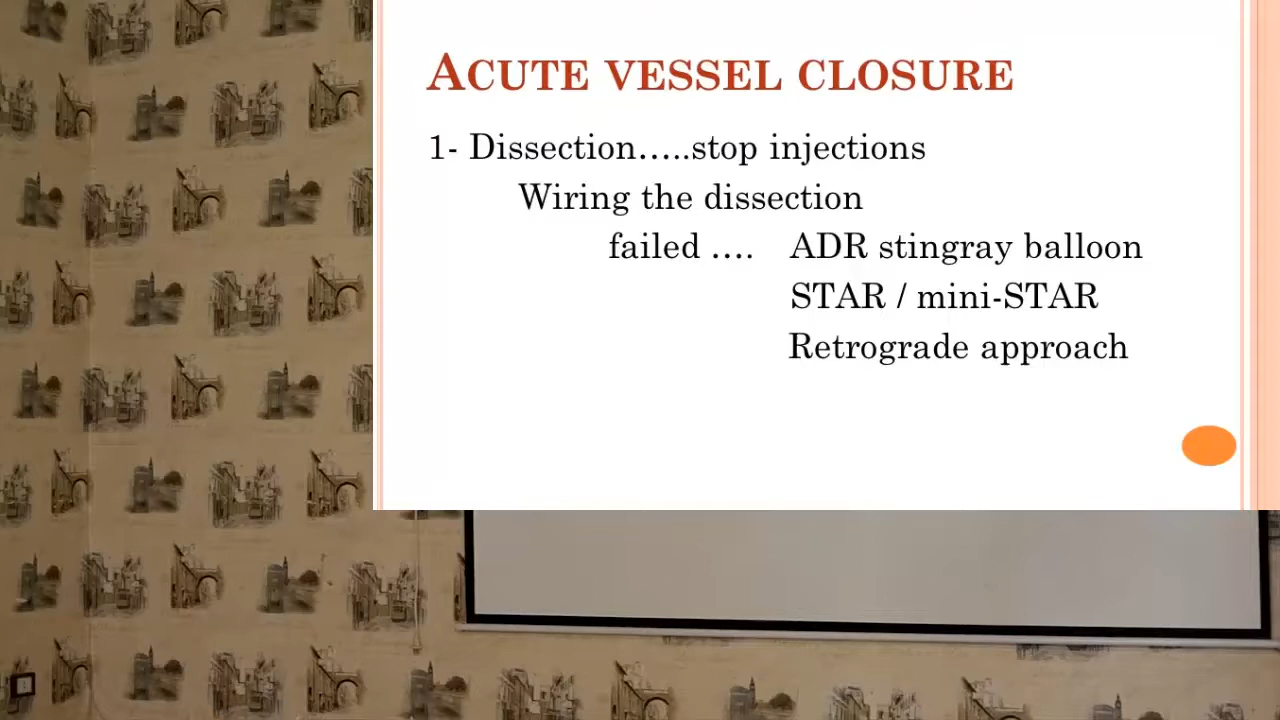 ACUTE VESSEL CLOSURE
1- Dissection.....stop injections
Wiring the dissection
failed .... ADR stingray balloon
STAR / mini-STAR
Retrograde approach